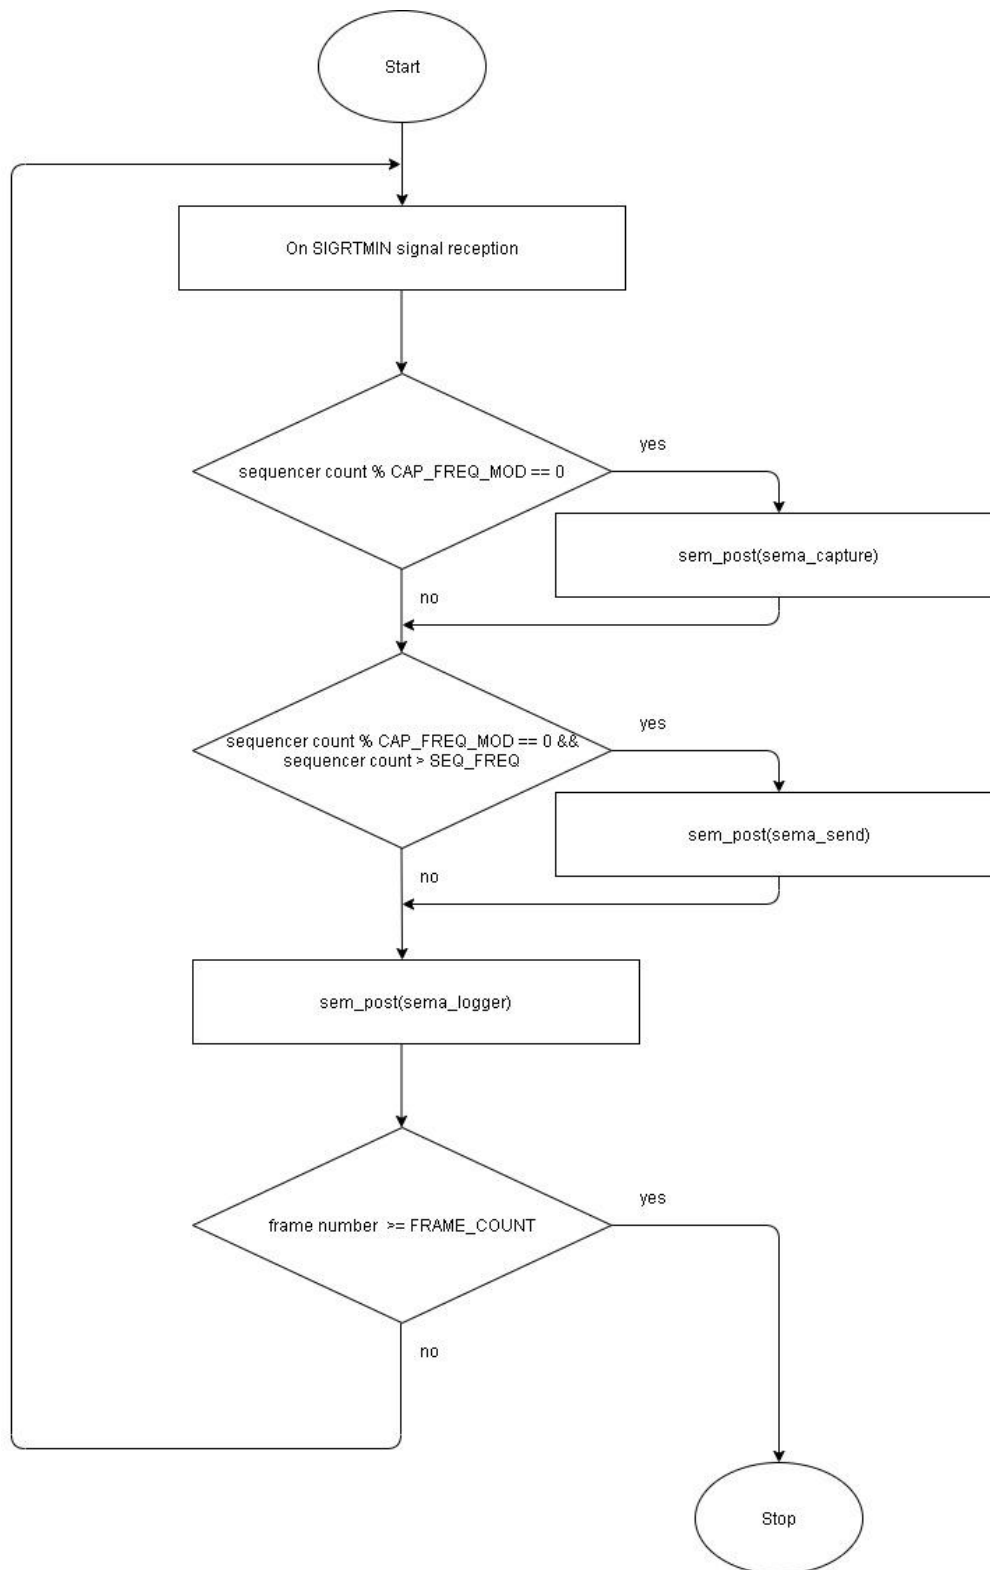 Start
On SIGRTMIN signal reception
sequencer count % CAP_FREQ_MOD == 0
yes
sem_post(sema_capture)
no
sequencer count % CAP_FREQ_MOD == 0 &&
sequencer count > SEQ_FREQ
yes
sem_post(sema_send)
no
sem_post(sema_logger)
frame number >= FRAME_COUNT
yes
no
Stop